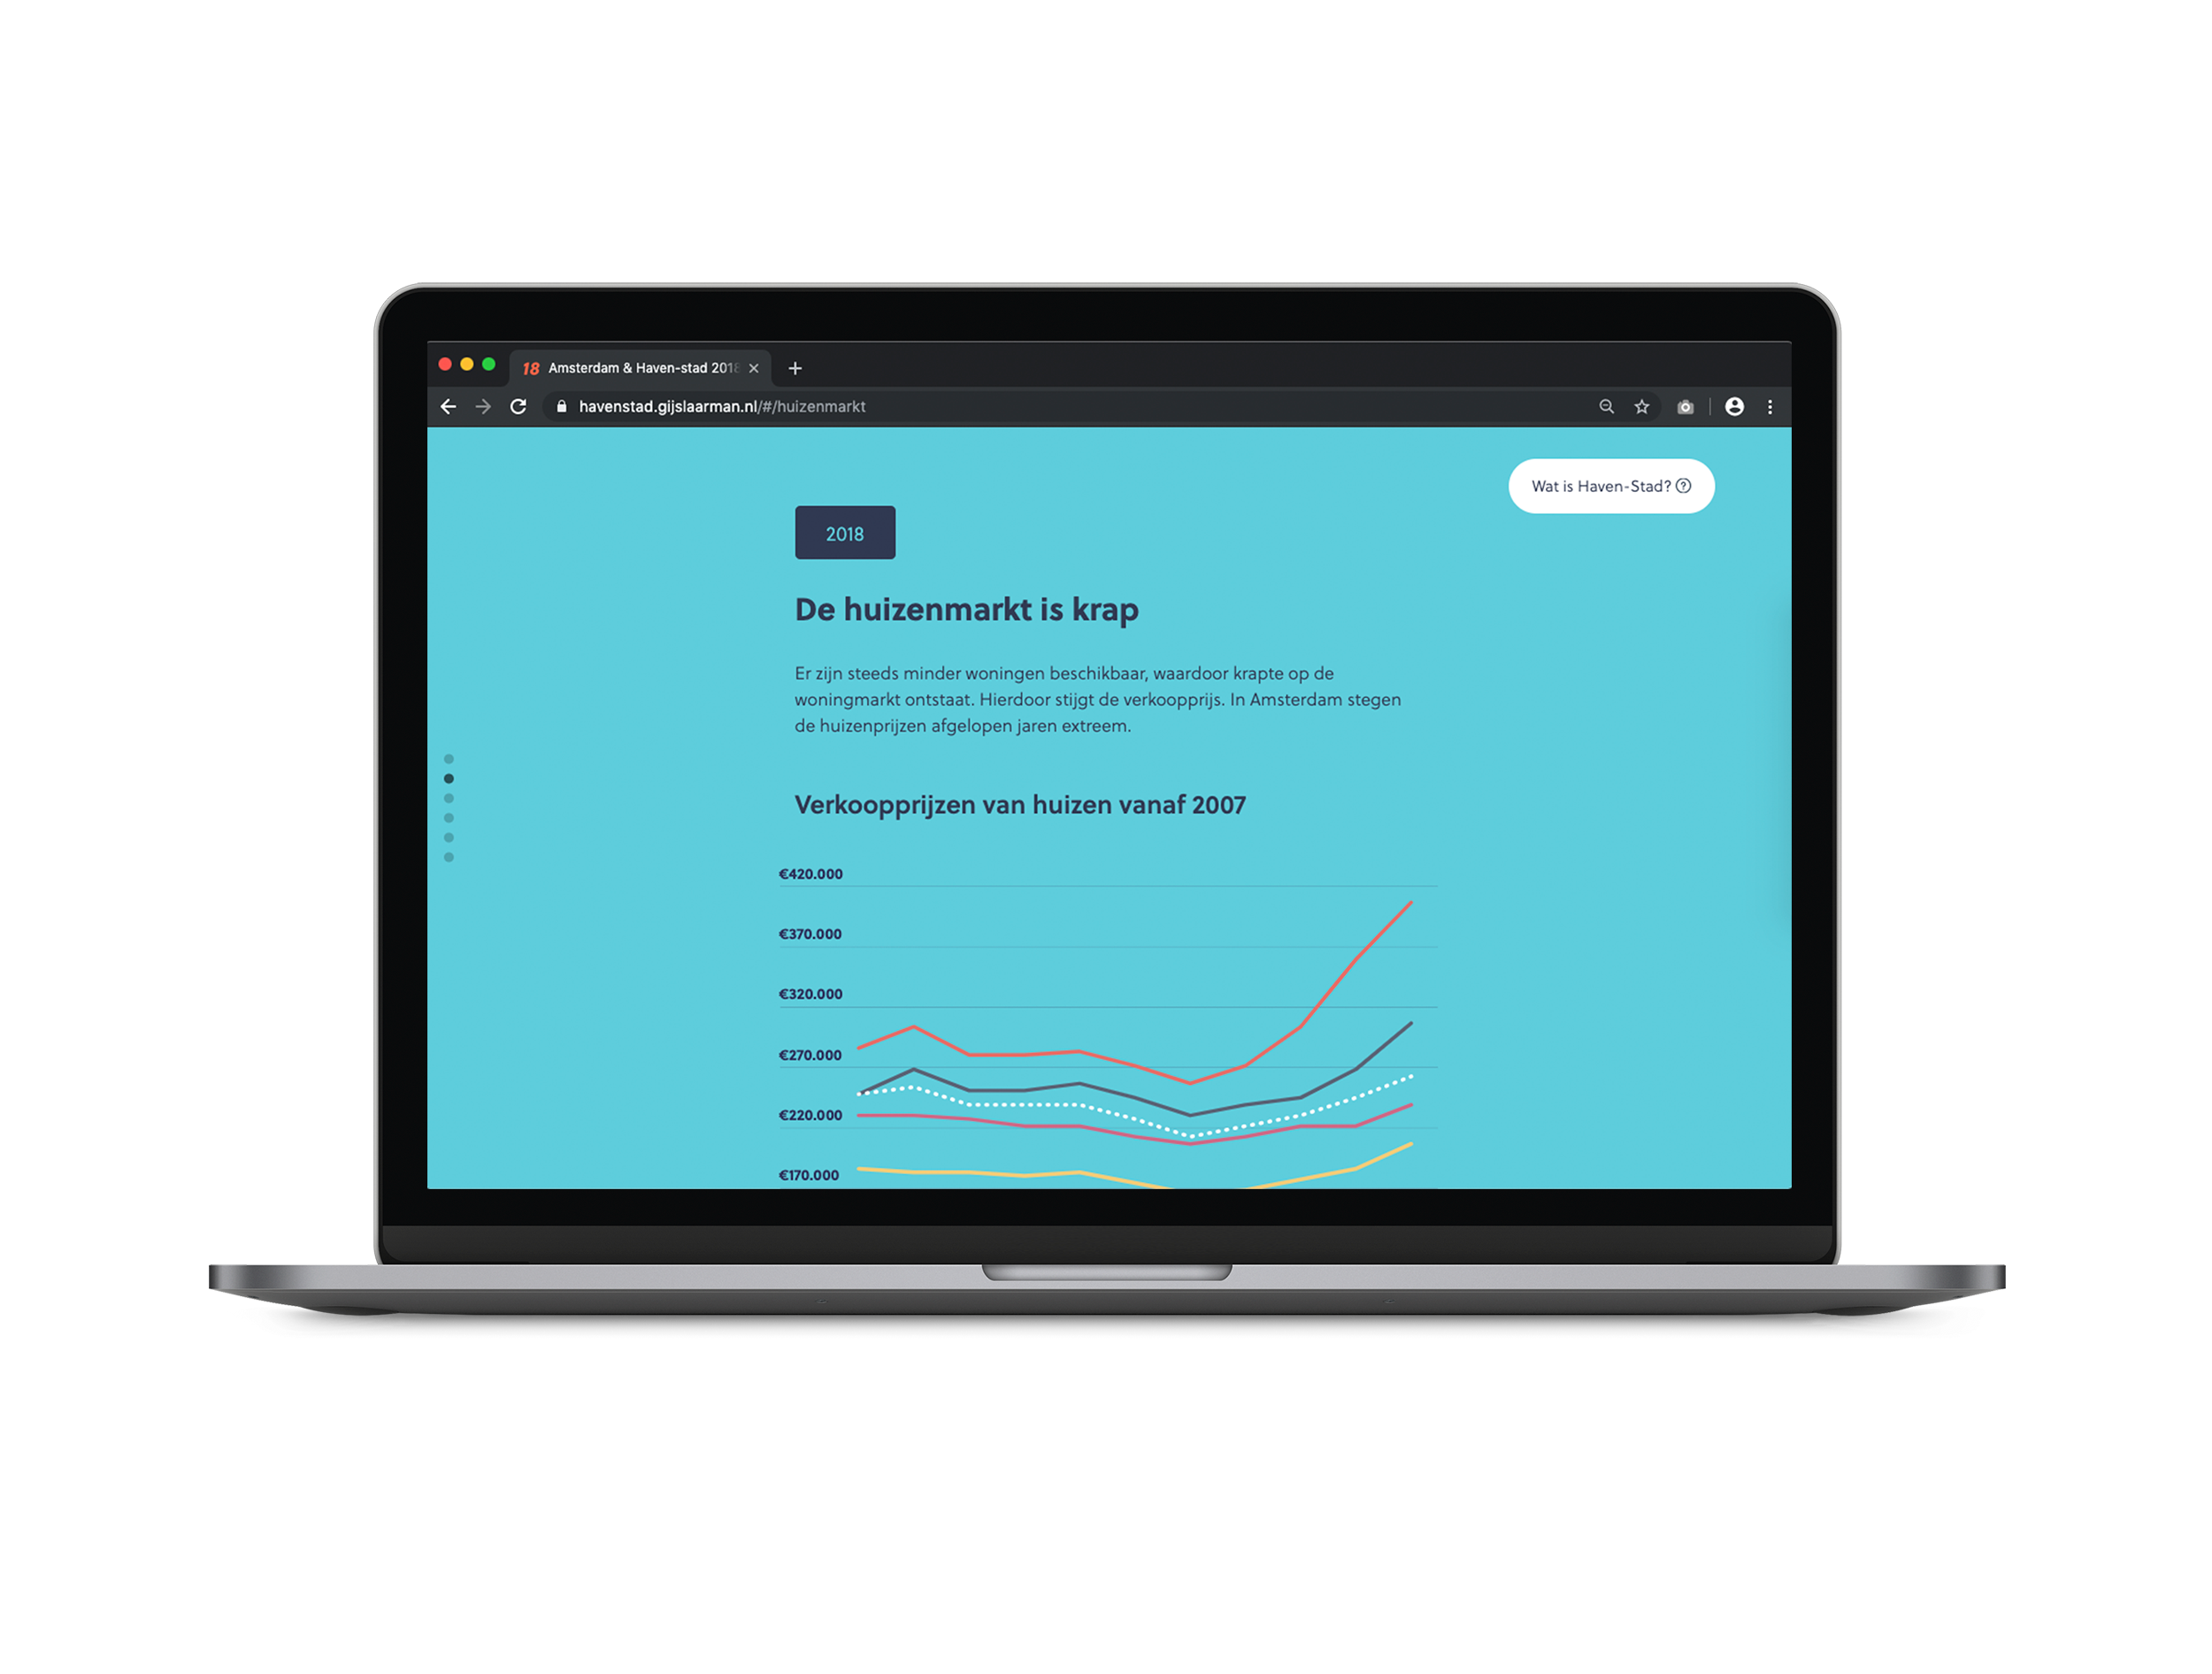 18 Amsterdam & Haven-stad 2018
havenstad.gijslaarman.nl/#/huizenmarkt
Wat is Haven-Stad?
2018
De huizenmarkt is krap
Er zijn steeds minder woningen beschikbaar, waardoor krapte op de
woningmarkt ontstaat. Hierdoor stijgt de verkoopprijs. In Amsterdam stegen
de huizenprijzen afgelopen jaren extreem.
Verkoopprijzen van huizen vanaf 2007
€420.000
€370.000
€320.000
€270.000
€220.000
€170.000